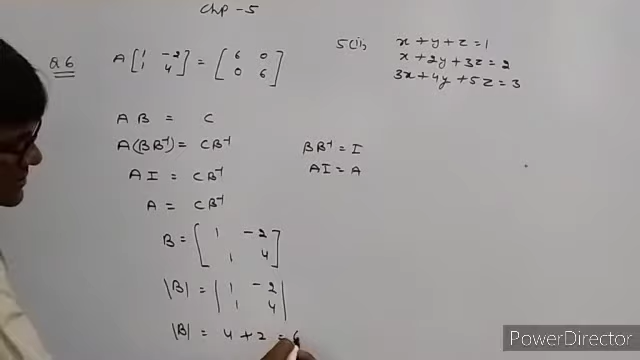 Chp - 5
Q.6 A [ 1 -2 = [ 6 0
1 4 ] 0 6 ]
5(ii) x + y + z = 1
x + 2y + 3z = 2
3x + 4y + 5z = 3
AB = C
A(BB⁻¹) = CB⁻¹
AI = CB⁻¹
A = CB⁻¹
BB⁻¹ = I
AI = A
B = [ 1 -2
1 4 ]
|B| = | 1 -2
1 4 |
|B| = 4 + 2 = 6
PowerDirector